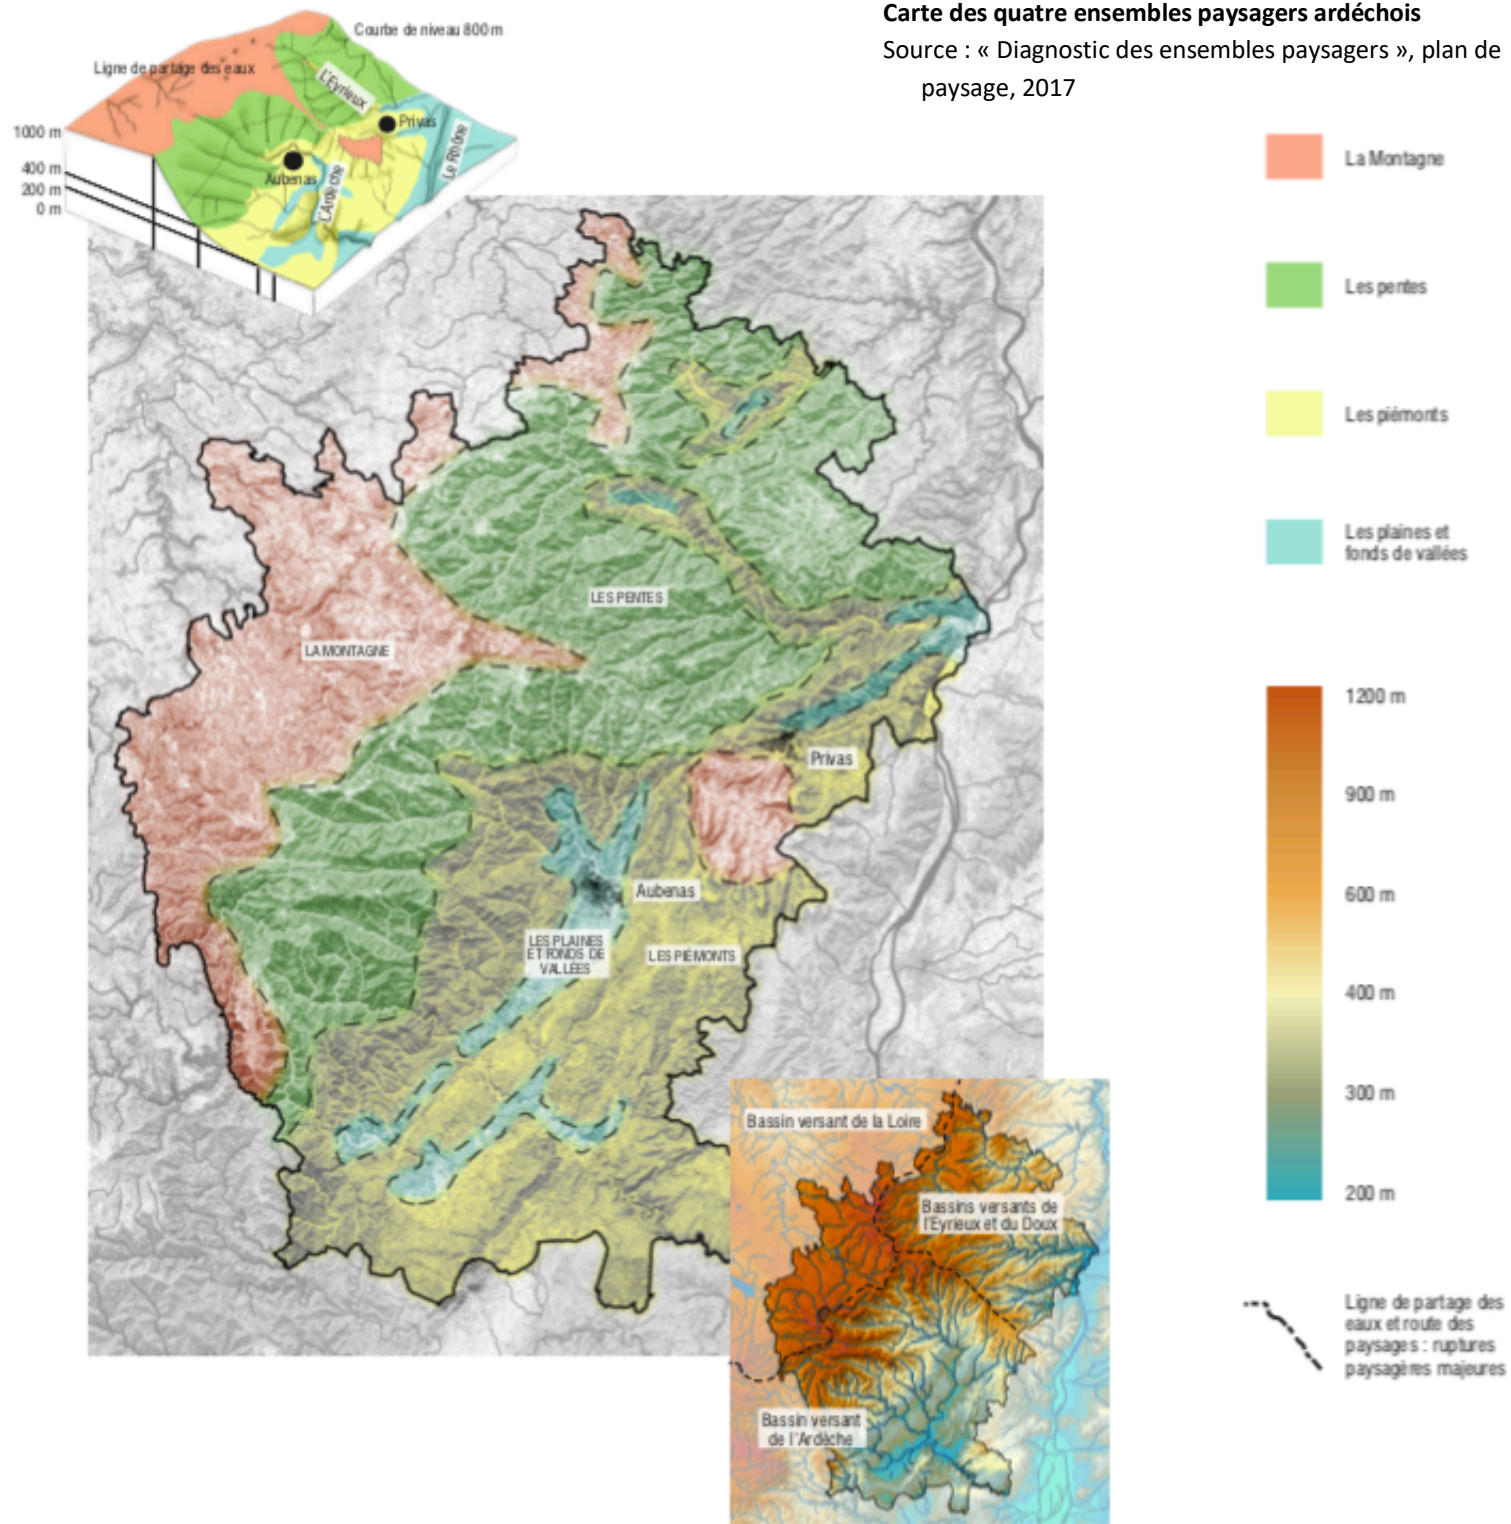 Carte des quatre ensembles paysagers ardéchois
Source : « Diagnostic des ensembles paysagers », plan de
paysage, 2017
Courbe de niveau 800 m
Ligne de partage des eaux
L'Eyrieux
Privas
Le Rhône
Aubenas
L'Ardèche
1000 m
400 m
200 m
0 m
La Montagne
Les pentes
Les piémonts
Les plaines et
fonds de vallées
LES PENTES
LA MONTAGNE
Privas
Aubenas
LES PLAINES
ET FONDS DE
VALLÉES
LES PIÉMONTS
1200 m
900 m
600 m
400 m
300 m
200 m
Bassin versant de la Loire
Bassins versants de
l'Eyrieux et du Doux
Bassin versant
de l'Ardèche
Ligne de partage des
eaux et route des
paysages : ruptures
paysagères majeures